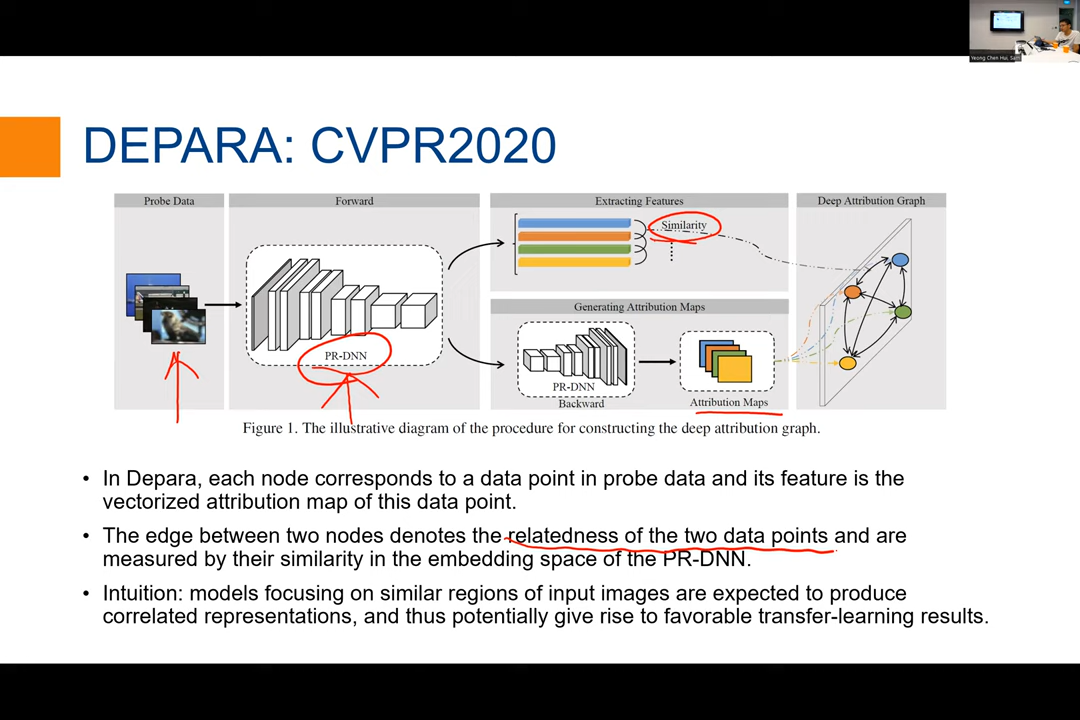 Yeong Chen Hui, Sam
DEPARA: CVPR2020
Probe Data
Forward
Extracting Features
Deep Attribution Graph
Similarity
Generating Attribution Maps
PR-DNN
PR-DNN
Backward
Attribution Maps
Figure 1. The illustrative diagram of the procedure for constructing the deep attribution graph.
• In Depara, each node corresponds to a data point in probe data and its feature is the
vectorized attribution map of this data point.
• The edge between two nodes denotes the relatedness of the two data points and are
measured by their similarity in the embedding space of the PR-DNN.
• Intuition: models focusing on similar regions of input images are expected to produce
correlated representations, and thus potentially give rise to favorable transfer-learning results.